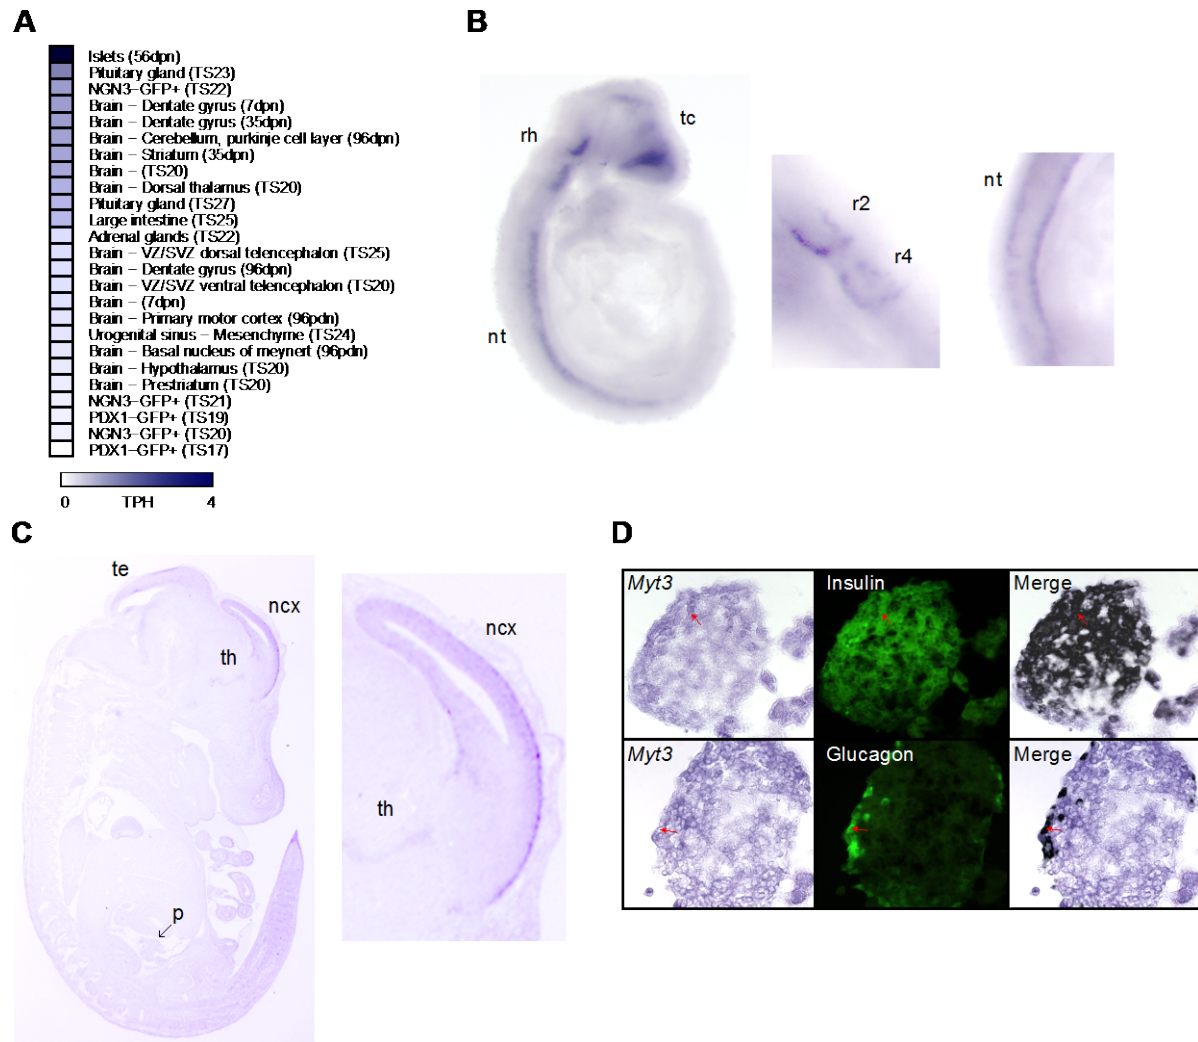 A
Islets (56dpn)
Pituitary gland (TS23)
NGN3-GFP+ (TS22)
Brain - Dentate gyrus (7dpn)
Brain - Dentate gyrus (35dpn)
Brain - Cerebellum, purkinje cell layer (96dpn)
Brain - Striatum (35dpn)
Brain - (TS20)
Brain - Dorsal thalamus (TS20)
Pituitary gland (TS27)
Large intestine (TS25)
Adrenal glands (TS22)
Brain - VZ/SVZ dorsal telencephalon (TS25)
Brain - Dentate gyrus (96dpn)
Brain - VZ/SVZ ventral telencephalon (TS20)
Brain - (7dpn)
Brain - Primary motor cortex (96pdn)
Urogenital sinus - Mesenchyme (TS24)
Brain - Basal nucleus of meynert (96pdn)
Brain - Hypothalamus (TS20)
Brain - Prestriatum (TS20)
NGN3-GFP+ (TS21)
PDX1-GFP+ (TS19)
NGN3-GFP+ (TS20)
PDX1-GFP+ (TS17)
0 TPH 4
B
rh
tc
nt
r2
r4
nt
C
te
ncx
th
p
ncx
th
D
Myt3 Insulin Merge
Myt3 Glucagon Merge